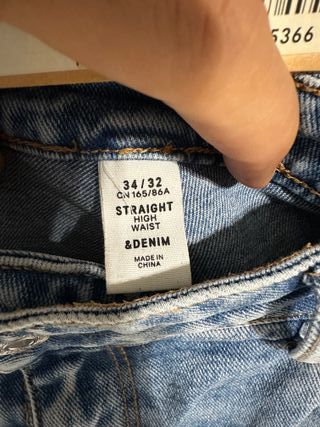 5366
34/32
CN 165/86A
STRAIGHT
HIGH
WAIST
&DENIM
MADE IN
CHINA